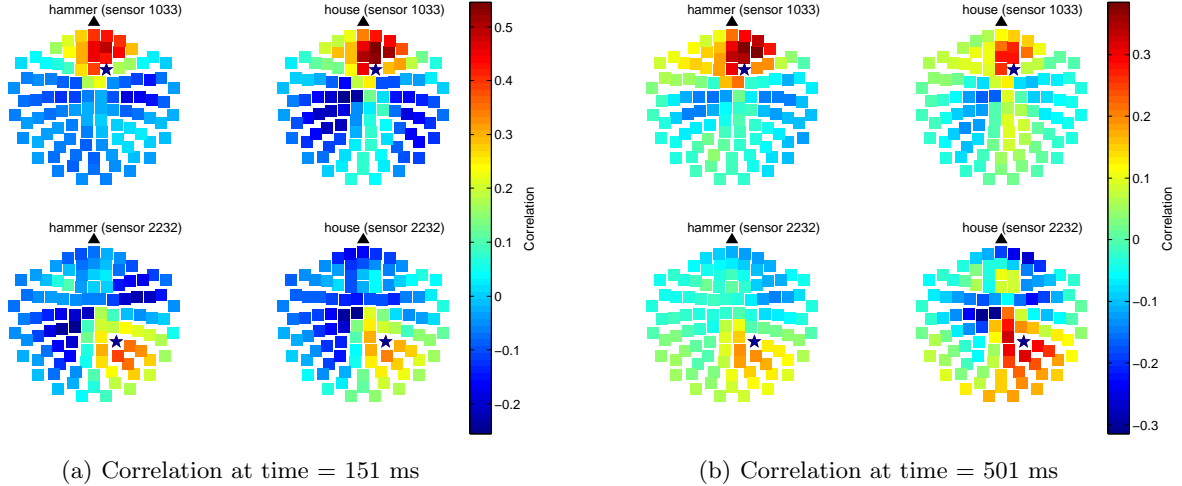 hammer (sensor 1033)
house (sensor 1033)
hammer (sensor 2232)
house (sensor 2232)
0.5
0.4
0.3
0.2
0.1
0
−0.1
−0.2
Correlation
(a) Correlation at time = 151 ms
hammer (sensor 1033)
house (sensor 1033)
hammer (sensor 2232)
house (sensor 2232)
0.3
0.2
0.1
0
−0.1
−0.2
−0.3
Correlation
(b) Correlation at time = 501 ms